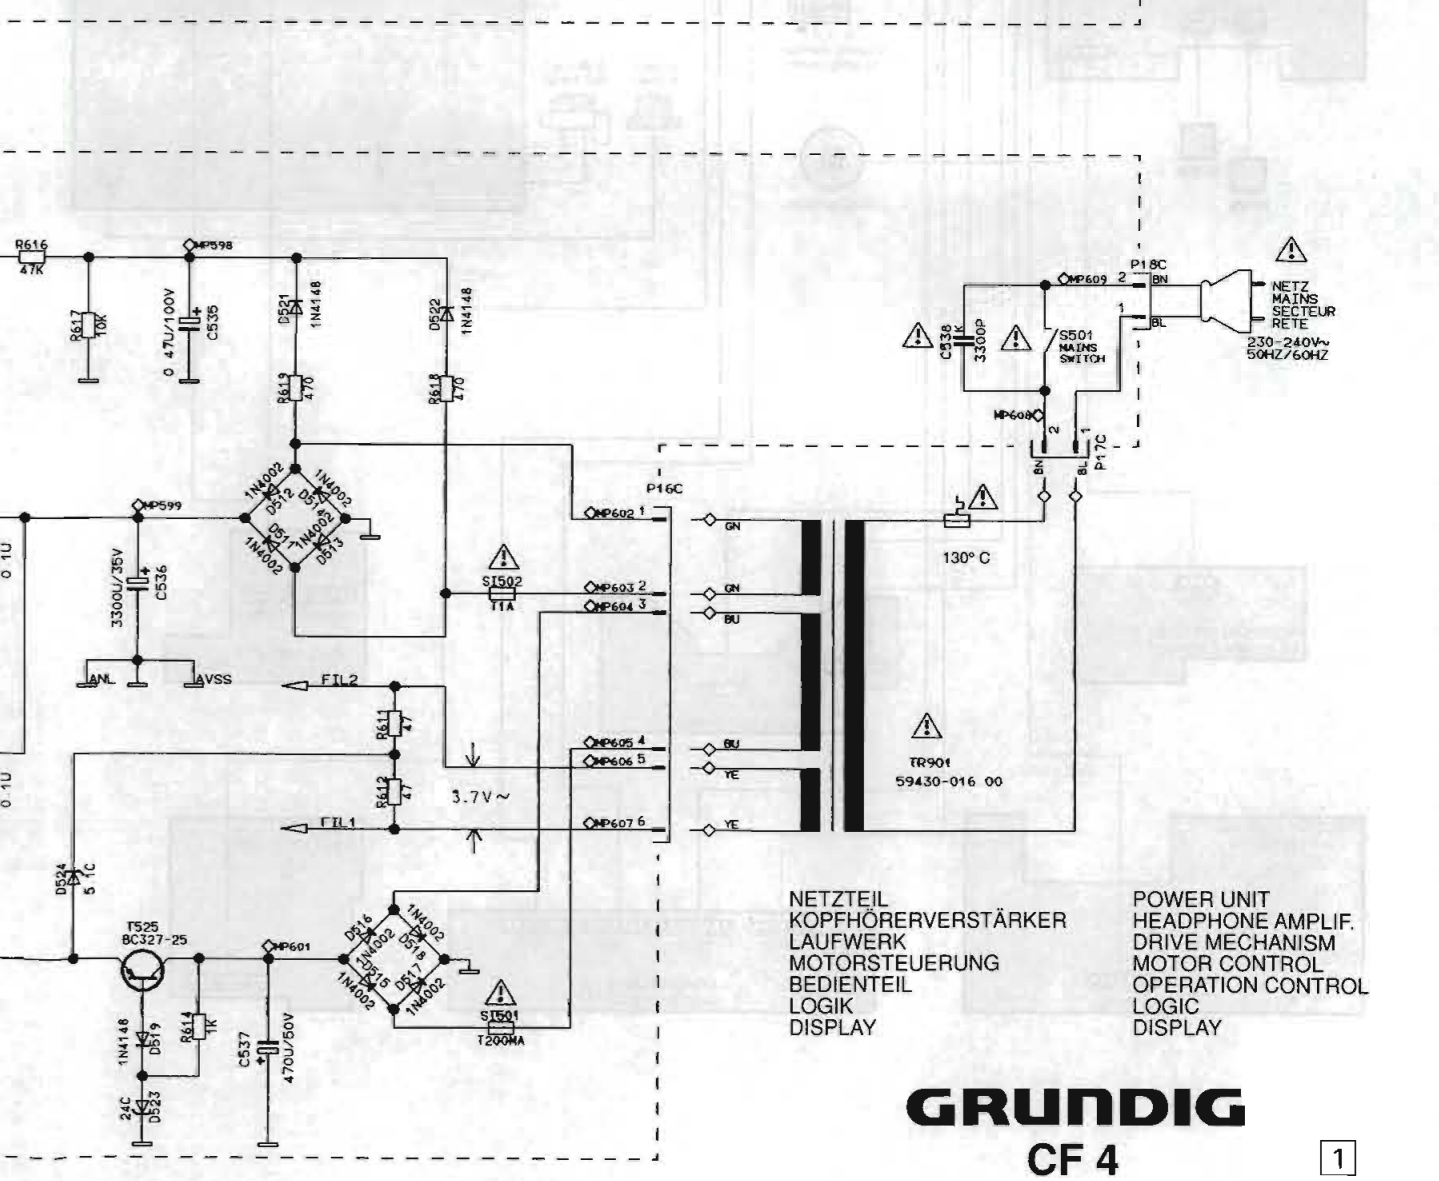 R616
47K
MP598
R617
10K
0.47U/100V
C535
D521
1N4148
D522
1N4148
R619
470
R618
470
P18C
MP609
2
BN
1
BL
NETZ
MAINS
SECTEUR
RETE
230-240V~
50HZ/60HZ
C538
K
3300P
S501
MAINS
SWITCH
MP608
2
1
P17C
BN
BL
130° C
1N4002
D512
1N4002
D514
D511
1N4002
1N4002
D513
MP599
0.1U
3300U/35V
C536
SI502
T1A
P16C
MP602 1
GN
MP603 2
GN
MP604 3
BU
ANL
AVSS
FIL2
R611
47
MP605 4
BU
MP606 5
YE
TR901
59430-016 00
0.1U
R612
47
3.7V~
FIL1
MP607 6
YE
D524
5 1C
T525
BC327-25
MP601
D516
1N4002
1N4002
D518
D515
1N4002
D517
1N4002
SI501
T200MA
1N4148
D519
R614
1K
C537
470U/50V
24C
D523
NETZTEIL
KOPFHÖRERVERSTÄRKER
LAUFWERK
MOTORSTEUERUNG
BEDIENTEIL
LOGIK
DISPLAY
POWER UNIT
HEADPHONE AMPLIF.
DRIVE MECHANISM
MOTOR CONTROL
OPERATION CONTROL
LOGIC
DISPLAY
GRUNDIG
CF 4
1